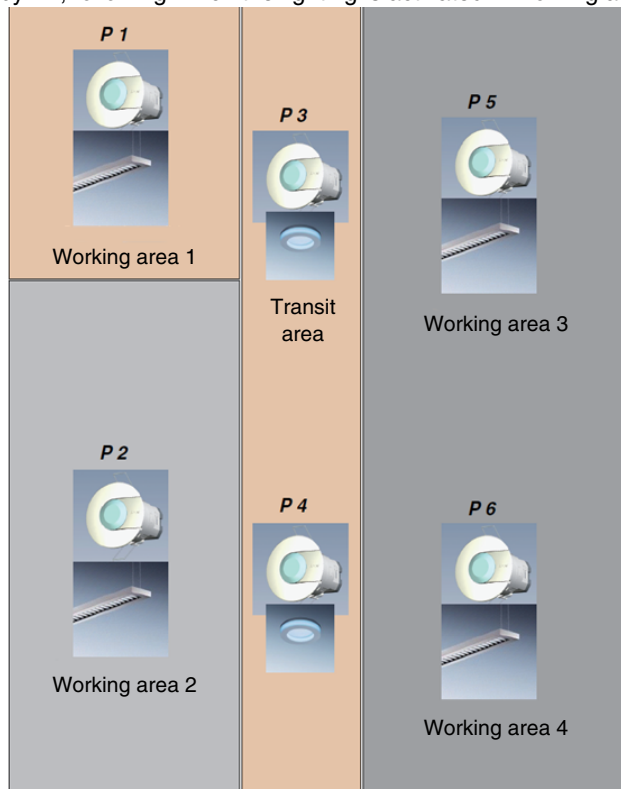 P 1
Working area 1
P 2
Working area 2
P 3
Transit
area
P 4
P 5
Working area 3
P 6
Working area 4